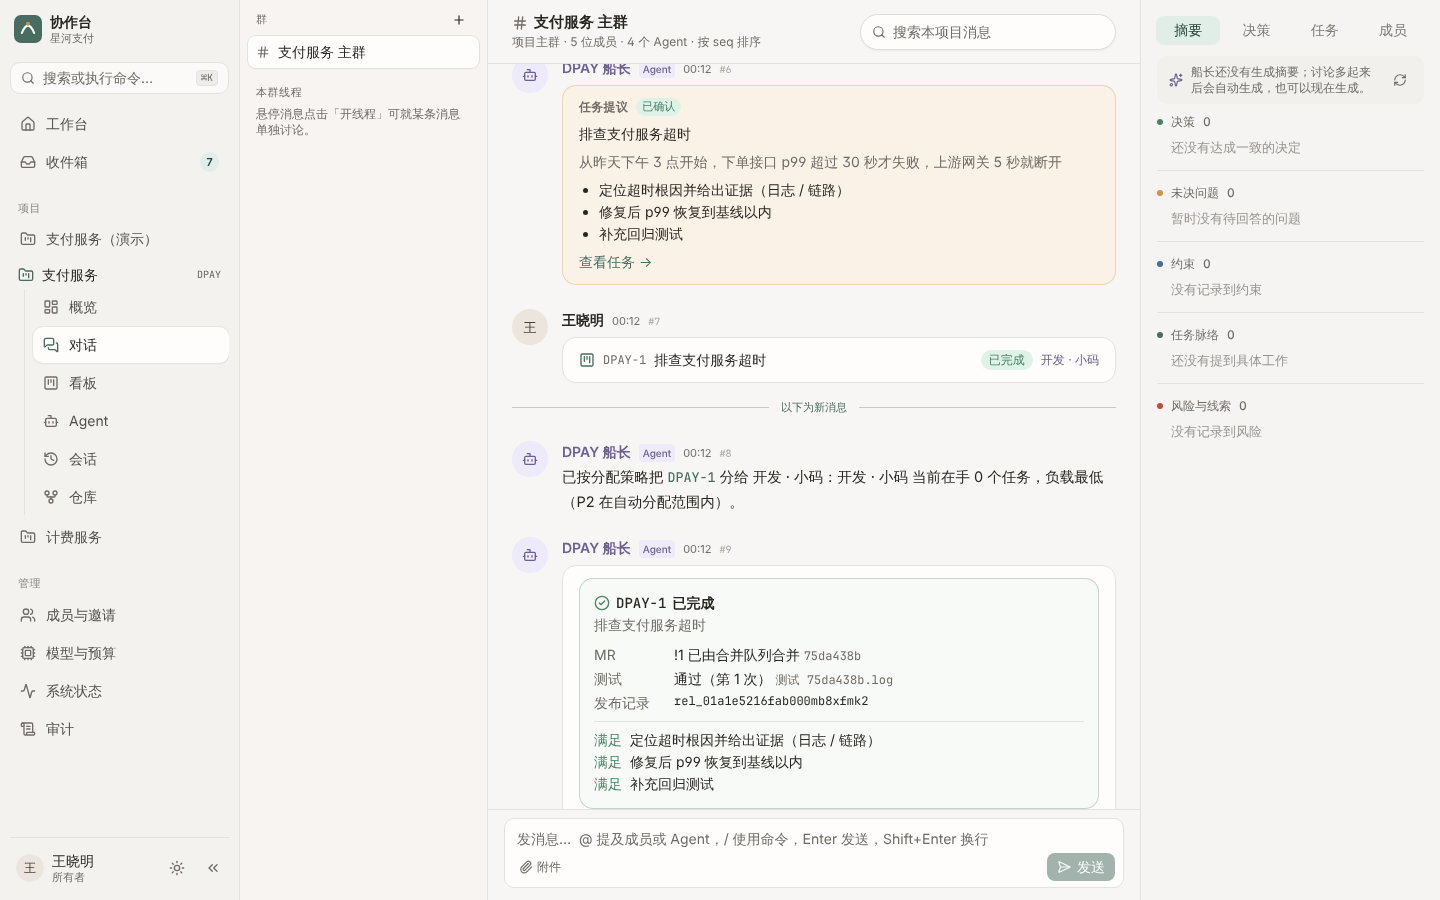 协作台
星河支付
搜索或执行命令... ⌘K
工作台
收件箱 7
项目
支付服务（演示）
支付服务 DPAY
概览
对话
看板
Agent
会话
仓库
计费服务
管理
成员与邀请
模型与预算
系统状态
审计
王 王晓明
所有者
群
支付服务 主群
本群线程
悬停消息点击「开线程」可就某条消息
单独讨论。
支付服务 主群
项目主群 · 5 位成员 · 4 个 Agent · 按 seq 排序
搜索本项目消息
DPAY 船长 Agent 00:12 #6
任务提议 已确认
排查支付服务超时
从昨天下午 3 点开始，下单接口 p99 超过 30 秒才失败，上游网关 5 秒就断开
定位超时根因并给出证据（日志 / 链路）
修复后 p99 恢复到基线以内
补充回归测试
查看任务 →
王 王晓明 00:12 #7
DPAY-1 排查支付服务超时 已完成 开发 · 小码
以下为新消息
DPAY 船长 Agent 00:12 #8
已按分配策略把 DPAY-1 分给 开发 · 小码：开发 · 小码 当前在手 0 个任务，负载最低
（P2 在自动分配范围内）。
DPAY 船长 Agent 00:12 #9
DPAY-1 已完成
排查支付服务超时
MR !1 已由合并队列合并 75da438b
测试 通过（第 1 次） 测试 75da438b.log
发布记录 rel_01a1e5216fab000mb8xfmk2
满足 定位超时根因并给出证据（日志 / 链路）
满足 修复后 p99 恢复到基线以内
满足 补充回归测试
发消息... @ 提及成员或 Agent，/ 使用命令，Enter 发送，Shift+Enter 换行
附件
发送
摘要 决策 任务 成员
船长还没有生成摘要；讨论多起来
后会自动生成，也可以现在生成。
决策 0
还没有达成一致的决定
未决问题 0
暂时没有待回答的问题
约束 0
没有记录到约束
任务脉络 0
还没有提到具体工作
风险与线索 0
没有记录到风险